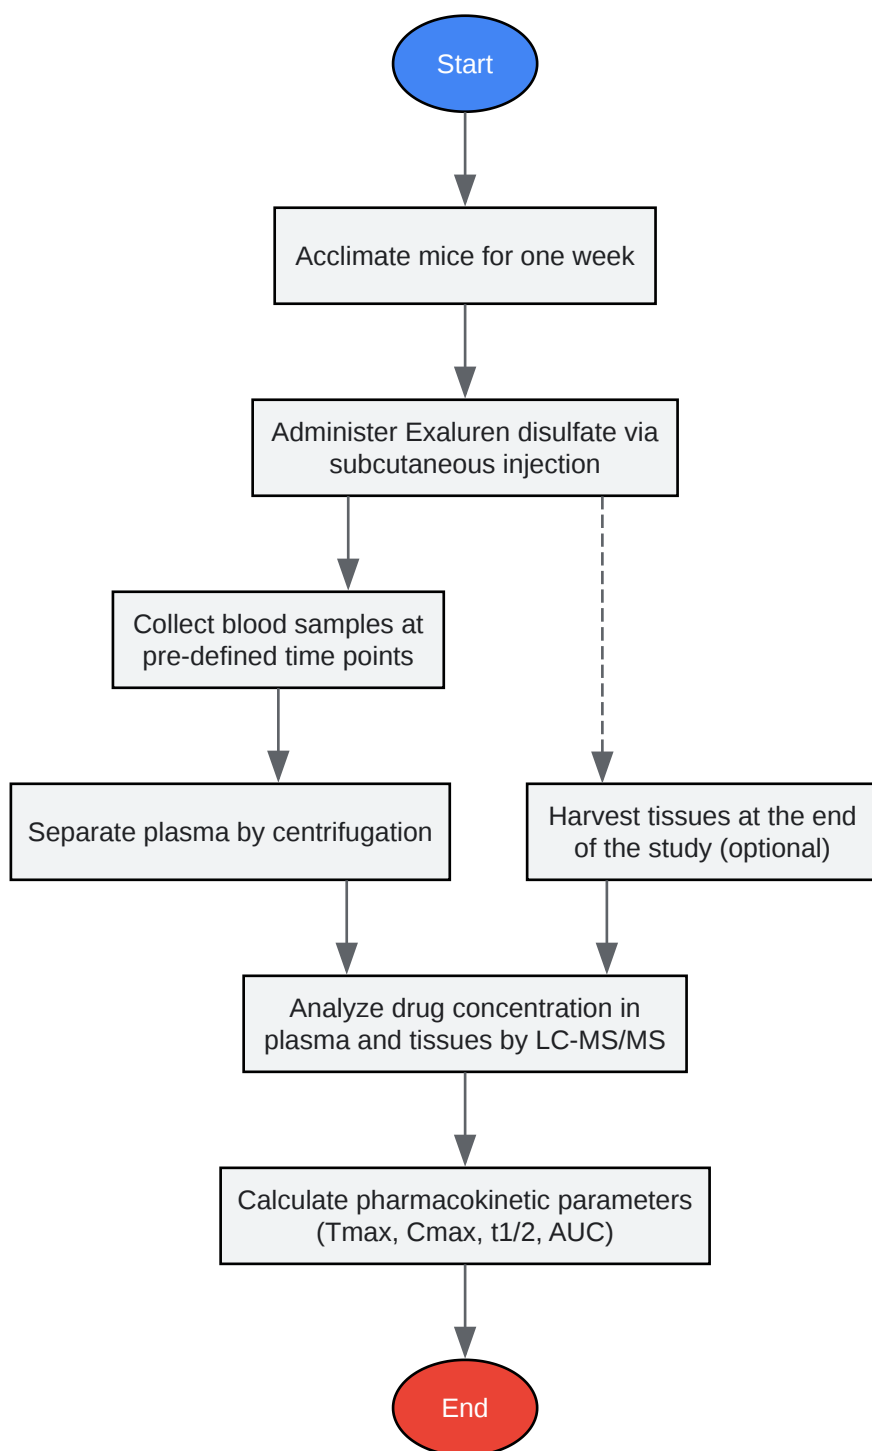 Start
Acclimate mice for one week
Administer Exaluren disulfate via
subcutaneous injection
Collect blood samples at
pre-defined time points
Separate plasma by centrifugation
Harvest tissues at the end
of the study (optional)
Analyze drug concentration in
plasma and tissues by LC-MS/MS
Calculate pharmacokinetic parameters
(Tmax, Cmax, t1/2, AUC)
End